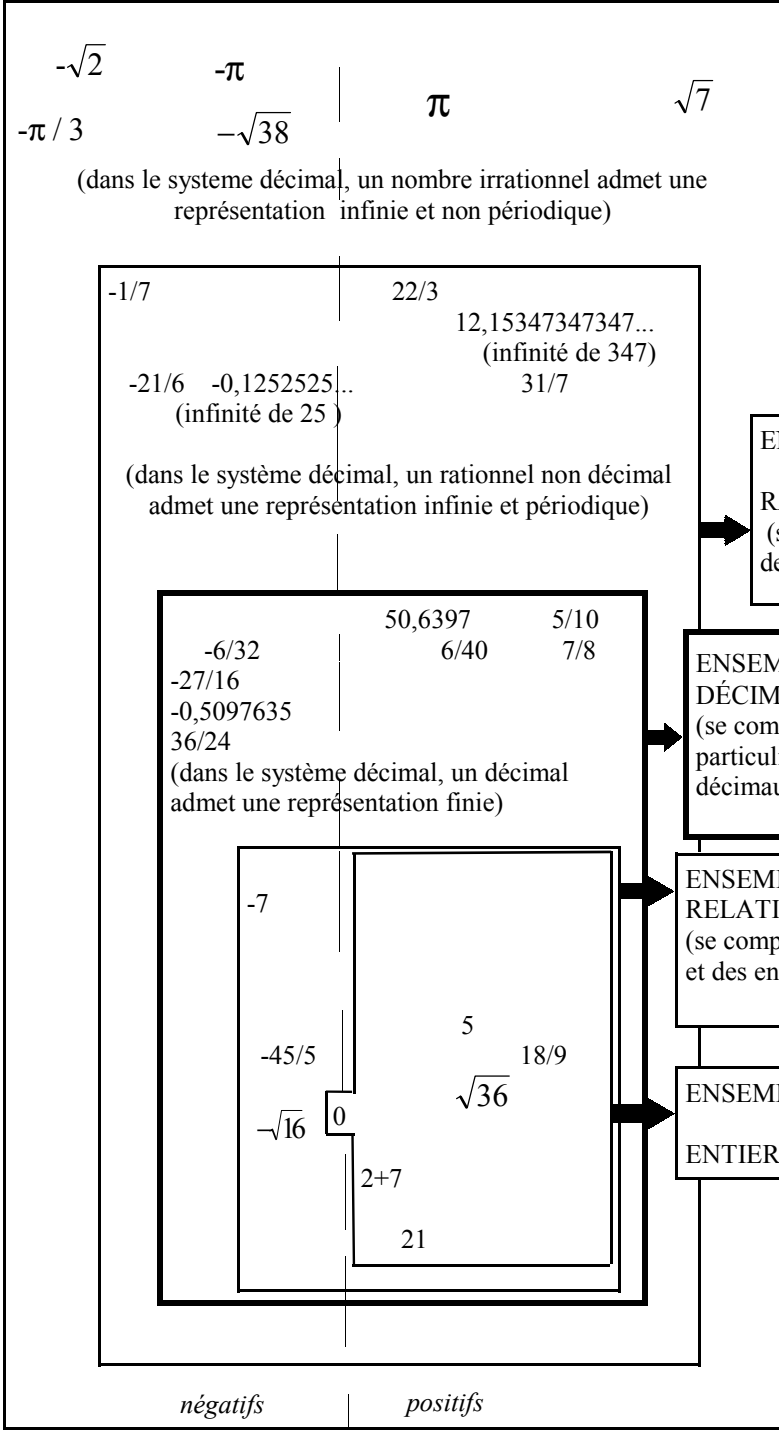 -√2 -π
π √7
-π / 3 −√38
(dans le systeme décimal, un nombre irrationnel admet une
représentation infinie et non périodique)
-1/7 22/3
12,15347347347...
(infinité de 347)
-21/6 -0,1252525... 31/7
(infinité de 25 )
(dans le système décimal, un rationnel non décimal
admet une représentation infinie et périodique)
50,6397 5/10
-6/32 6/40 7/8
-27/16
-0,5097635
36/24
(dans le système décimal, un décimal
admet une représentation finie)
DÉCIM
(se com
particul
décimau
ENSEM
RELATI
(se comp
et des en
-7
5
-45/5 18/9
√36
−√16 0
ENTIER
2+7
21
négatifs positifs